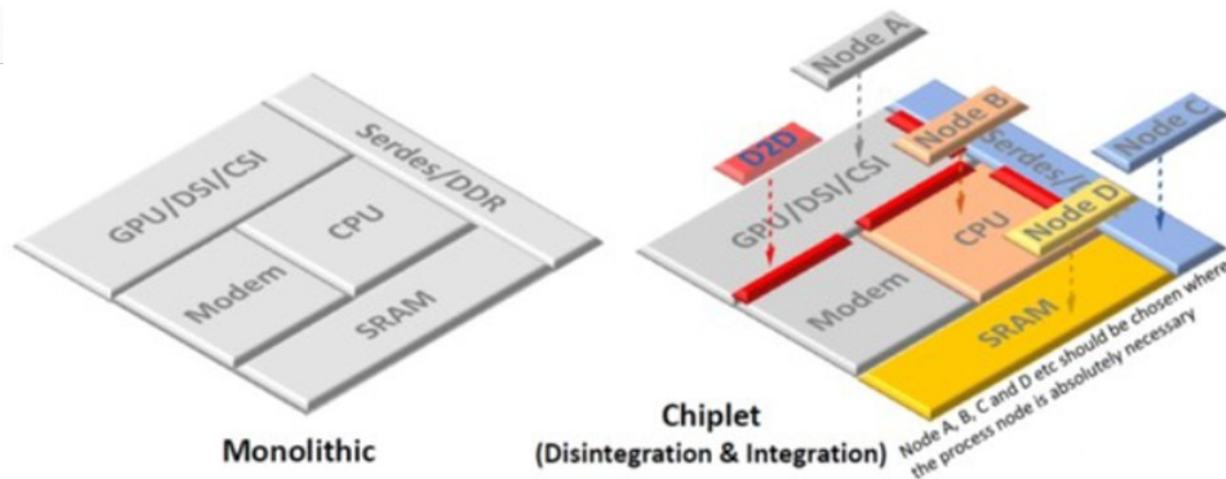 Serdes/DDR
GPU/DSI/CSI
CPU
Modem
SRAM
Monolithic
Node A
Node B
Node C
D2D
Serdes/
GPU/DSI/CSI
Node D
CPU
Modem
SRAM
Chiplet
(Disintegration & Integration)
Node A, B, C and D etc should be chosen where
the process node is absolutely necessary